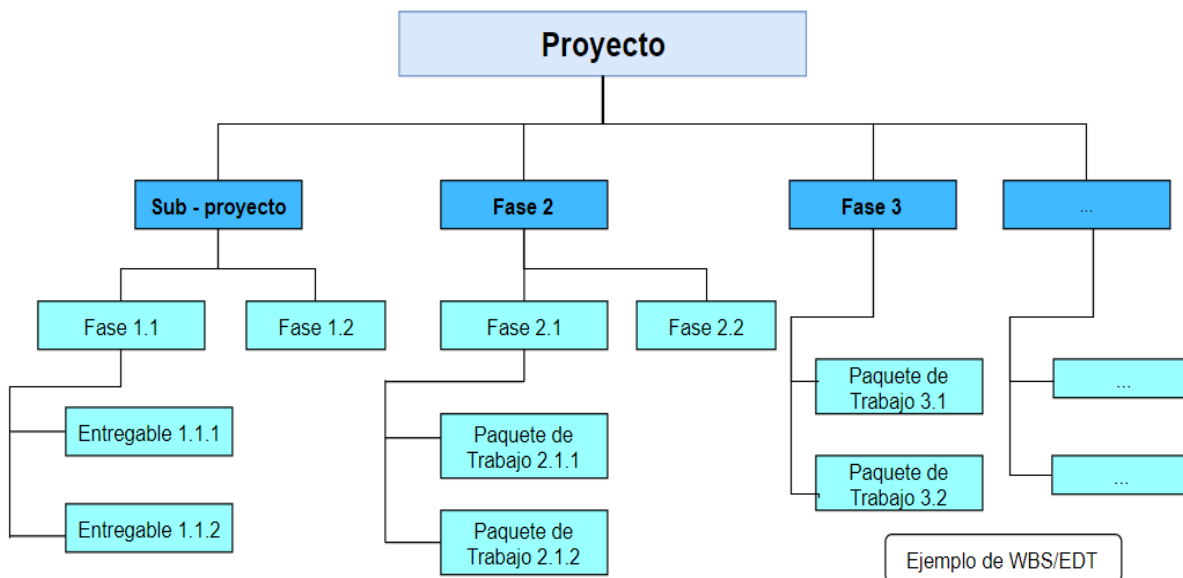 Proyecto
Sub - proyecto
Fase 2
Fase 3
...
Fase 1.1
Fase 1.2
Fase 2.1
Fase 2.2
Entregable 1.1.1
Entregable 1.1.2
Paquete de
Trabajo 2.1.1
Paquete de
Trabajo 2.1.2
Paquete de
Trabajo 3.1
Paquete de
Trabajo 3.2
...
...
Ejemplo de WBS/EDT